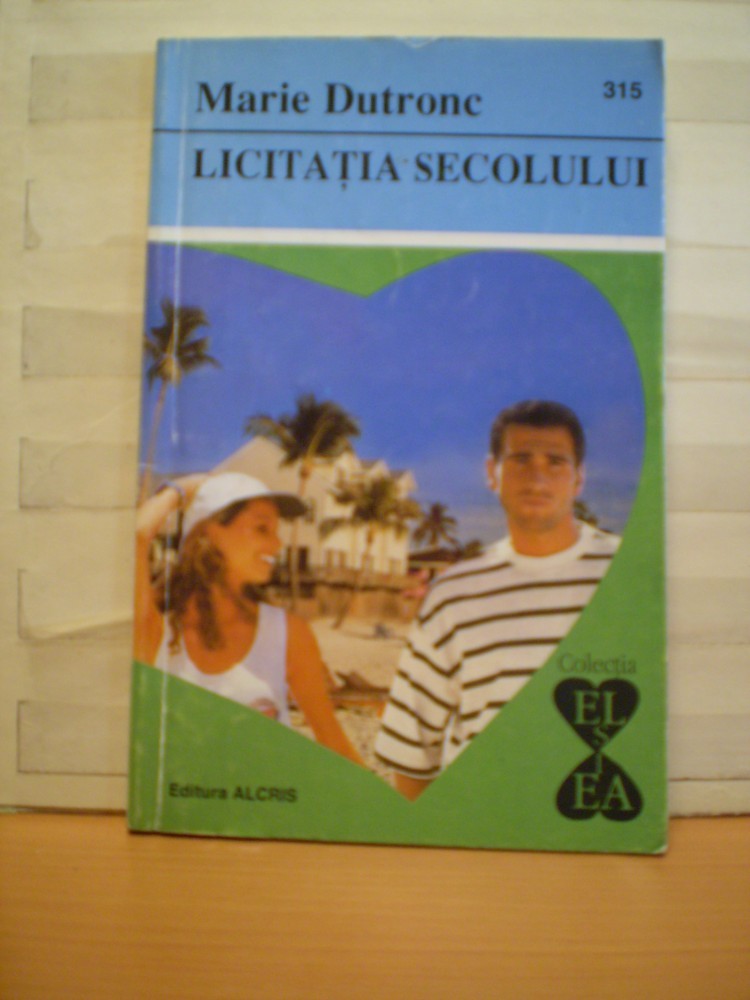 Marie Dutronc
315
LICITAȚIA SECOLULUI
Colecția
EL
ȘI
EA
Editura ALCRIS